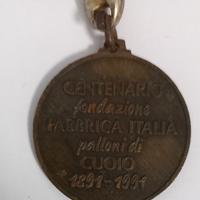 CENTENARIO
fondazione
FABBRICA ITALIA
palloni di
CUOIO
1891-1991